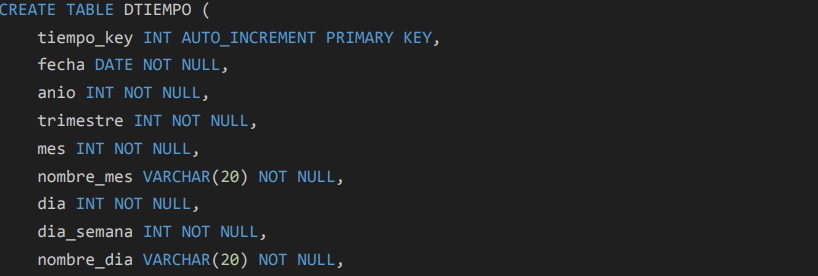 CREATE TABLE DTIEMPO (
tiempo_key INT AUTO_INCREMENT PRIMARY KEY,
fecha DATE NOT NULL,
anio INT NOT NULL,
trimestre INT NOT NULL,
mes INT NOT NULL,
nombre_mes VARCHAR(20) NOT NULL,
dia INT NOT NULL,
dia_semana INT NOT NULL,
nombre_dia VARCHAR(20) NOT NULL,